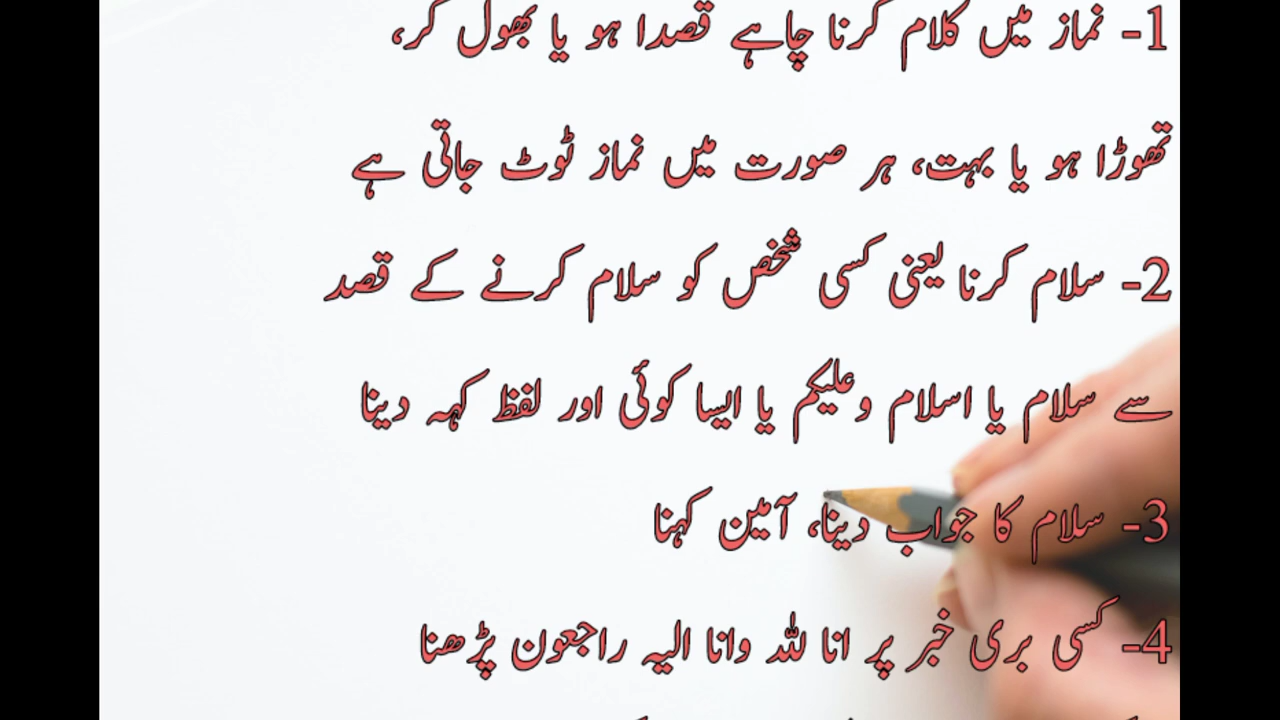 1- نماز میں کلام کرنا چاہے قصدا ہو یا بھول کر،
تھوڑا ہو یا بہت، ہر صورت میں نماز ٹوٹ جاتی ہے
2- سلام کرنا یعنی کسی شخص کو سلام کرنے کے قصد
سے سلام یا اسلام وعلیکم یا ایسا کوئی اور لفظ کہہ دینا
3- سلام کا جواب دینا، آمین کہنا
4- کسی بری خبر پر انا للہ وانا الیہ راجعون پڑھنا